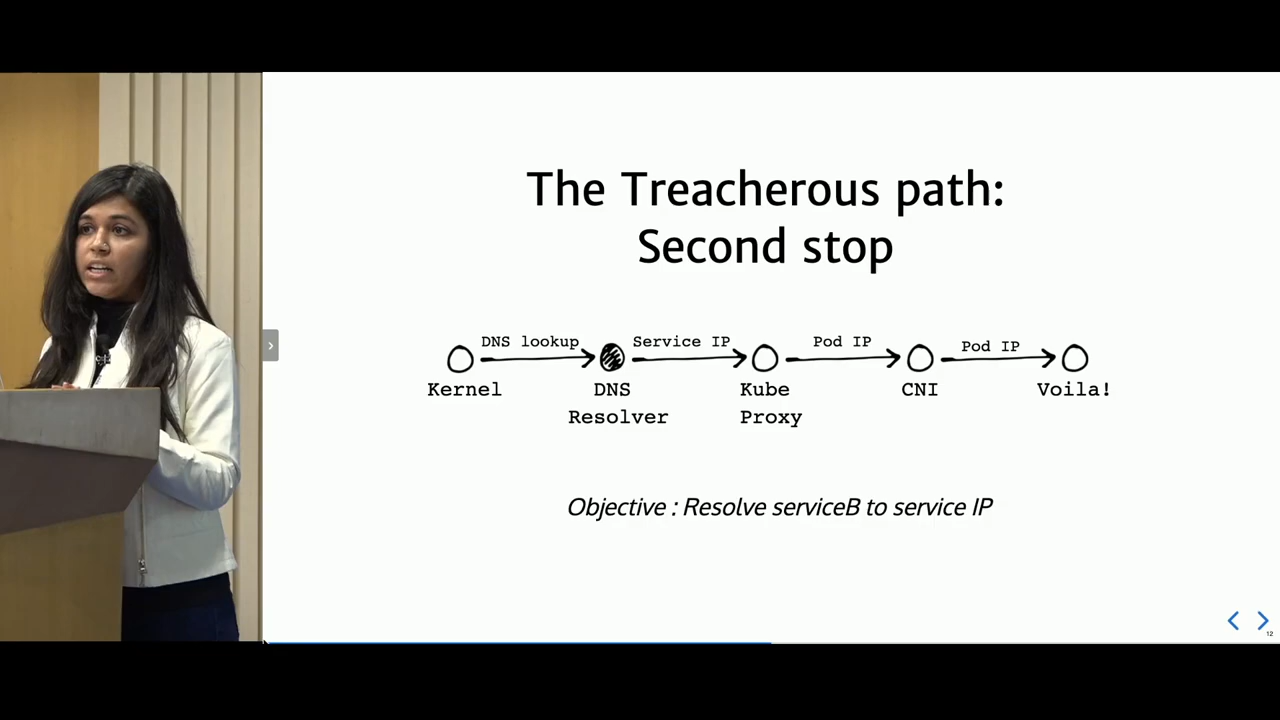 The Treacherous path:
Second stop
DNS lookup
Service IP
Pod IP
Pod IP
Kernel
DNS
Resolver
Kube
Proxy
CNI
Voila!
Objective : Resolve serviceB to service IP
12